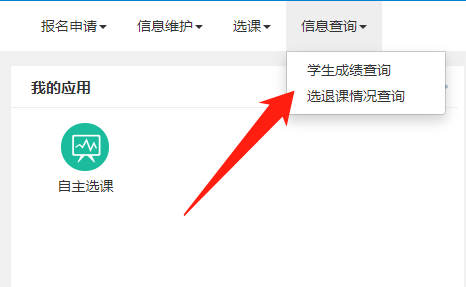 报名申请 信息维护 选课 信息查询
学生成绩查询
我的应用
选退课情况查询
自主选课